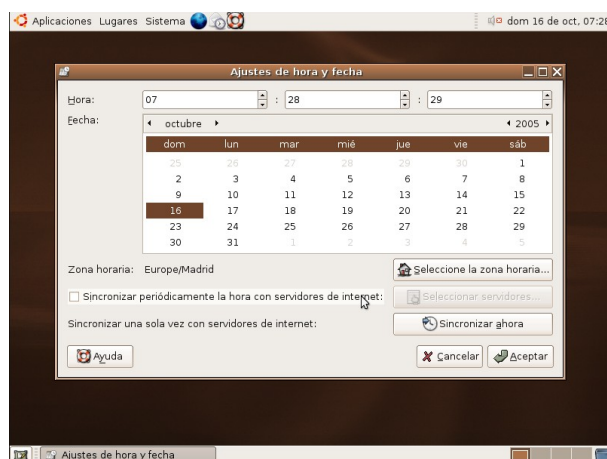 Aplicaciones Lugares Sistema dom 16 de oct, 07:28
Ajustes de hora y fecha
Hora: 07 : 28 : 29
Fecha: octubre 2005
dom lun mar mié jue vie sáb
25 26 27 28 29 30 1
2 3 4 5 6 7 8
9 10 11 12 13 14 15
16 17 18 19 20 21 22
23 24 25 26 27 28 29
30 31 1 2 3 4 5
Zona horaria: Europe/Madrid Seleccione la zona horaria...
Sincronizar periódicamente la hora con servidores de internet: Seleccionar servidores...
Sincronizar una sola vez con servidores de internet: Sincronizar ahora
Ayuda Cancelar Aceptar
Ajustes de hora y fecha